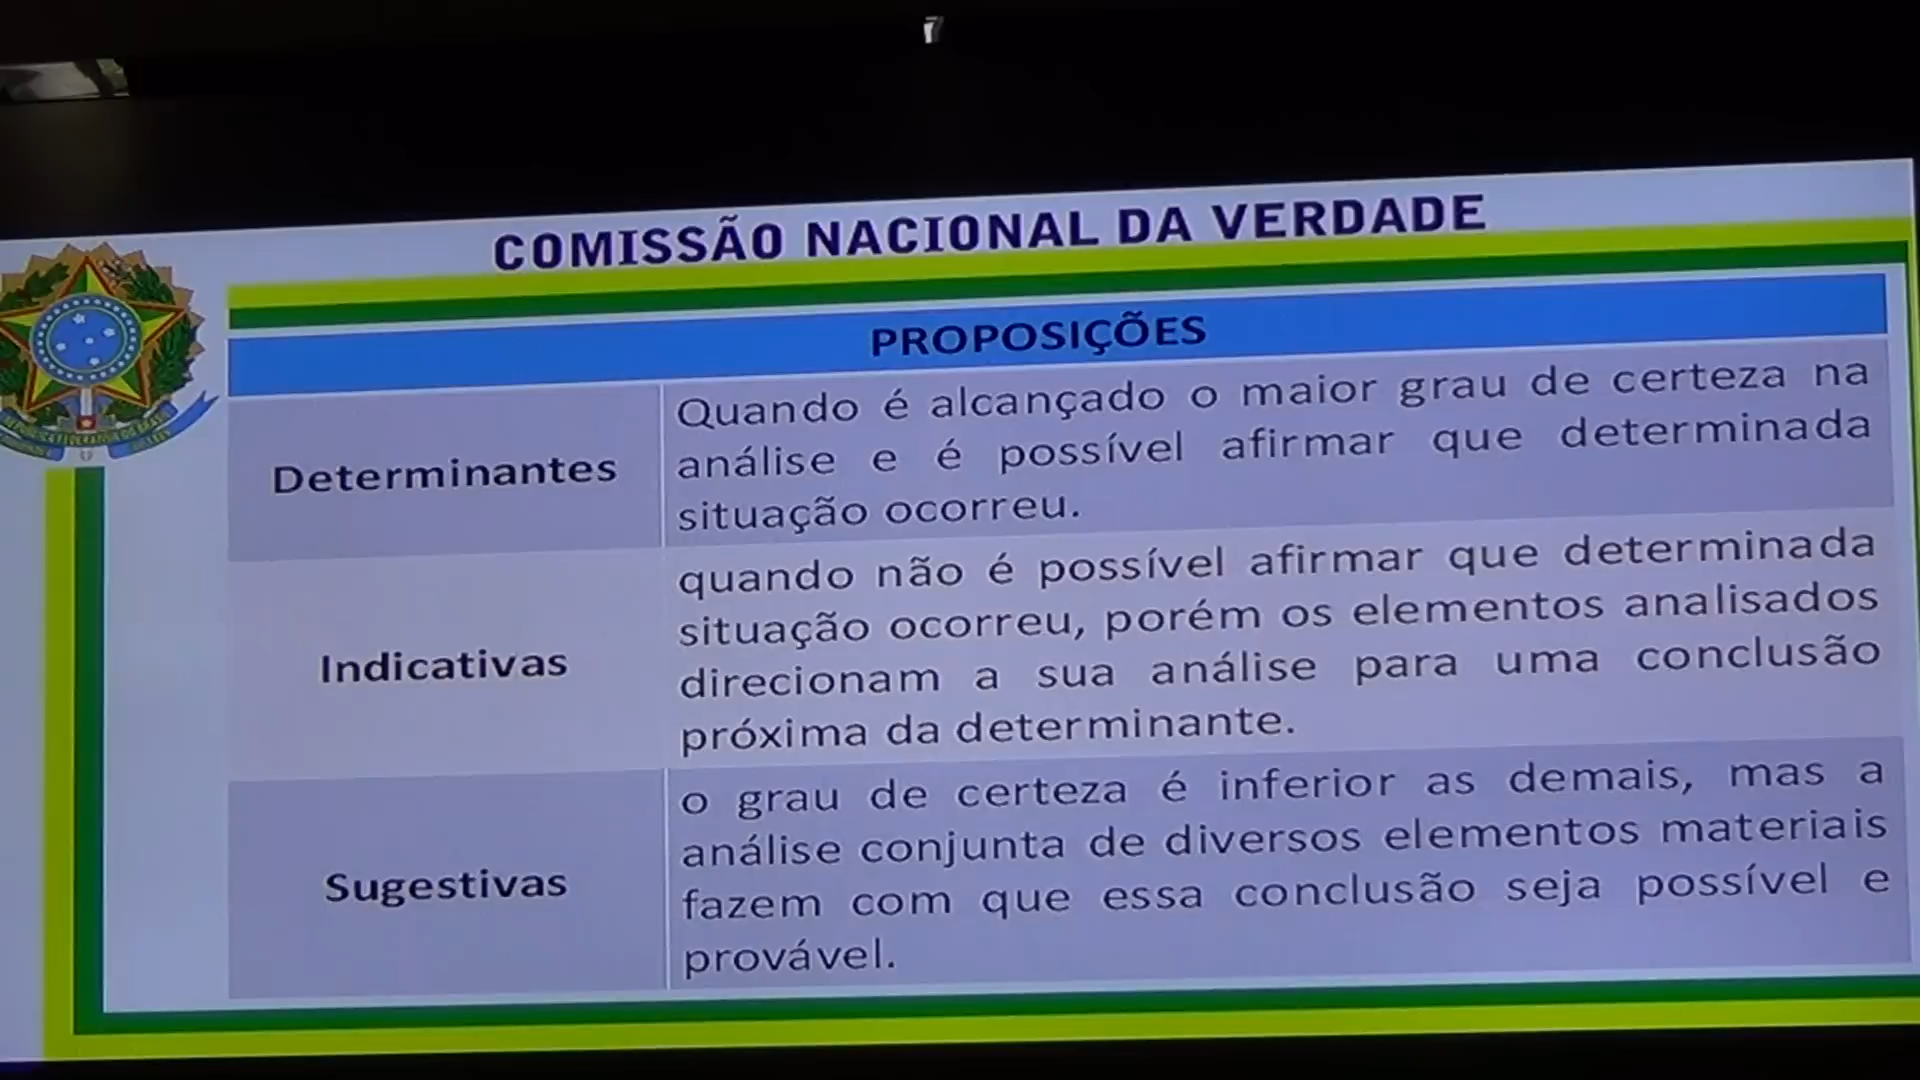 COMISSÃO NACIONAL DA VERDADE
PROPOSIÇÕES
Determinantes
Quando é alcançado o maior grau de certeza na
análise e é possível afirmar que determinada
situação ocorreu.
Indicativas
quando não é possível afirmar que determinada
situação ocorreu, porém os elementos analisados
direcionam a sua análise para uma conclusão
próxima da determinante.
Sugestivas
o grau de certeza é inferior as demais, mas a
análise conjunta de diversos elementos materiais
fazem com que essa conclusão seja possível e
provável.